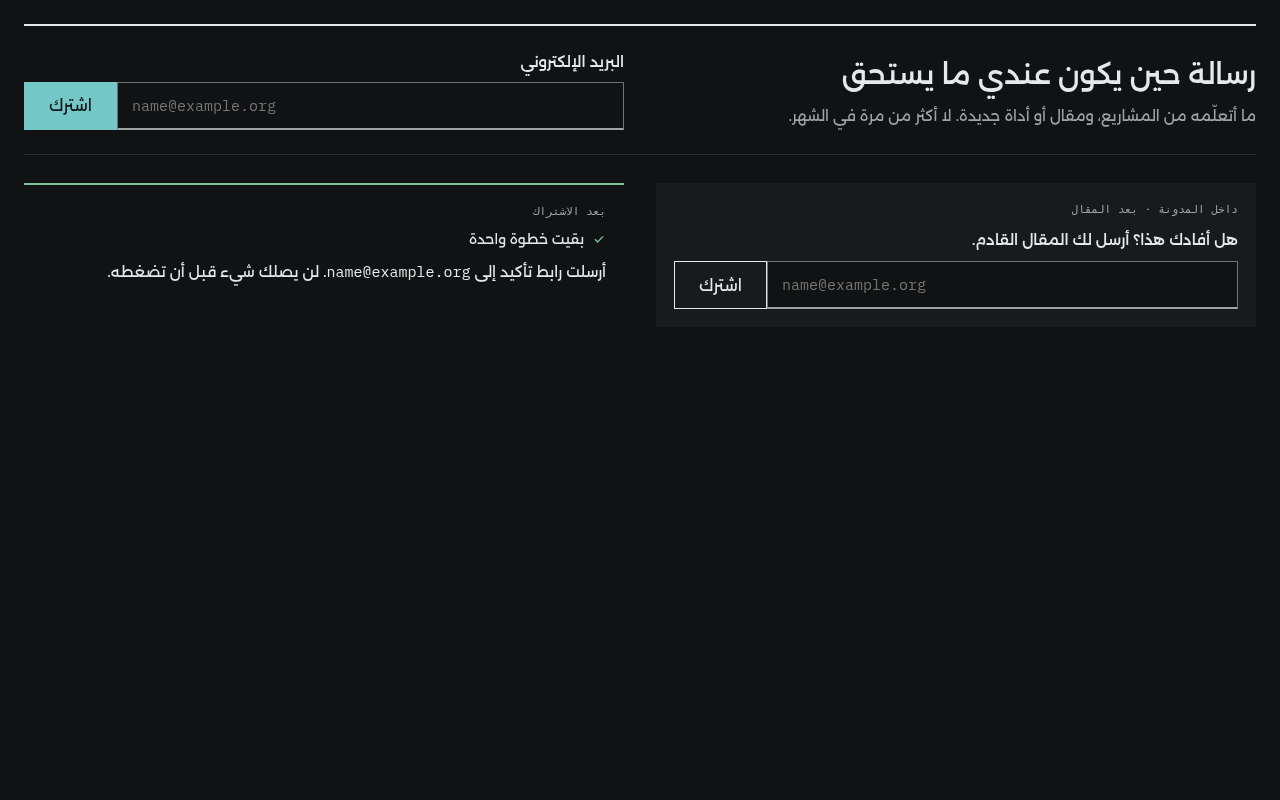 رسالة حين يكون عندي ما يستحق
ما أتعلّمه من المشاريع، ومقال أو أداة جديدة. لا أكثر من مرة في الشهر.
البريد الإلكتروني
name@example.org
اشترك
داخل المدونة · بعد المقال
هل أفادك هذا؟ أرسل لك المقال القادم.
name@example.org
اشترك
بعد الاشتراك
✓ بقيت خطوة واحدة
أرسلت رابط تأكيد إلى name@example.org. لن يصلك شيء قبل أن تضغطه.